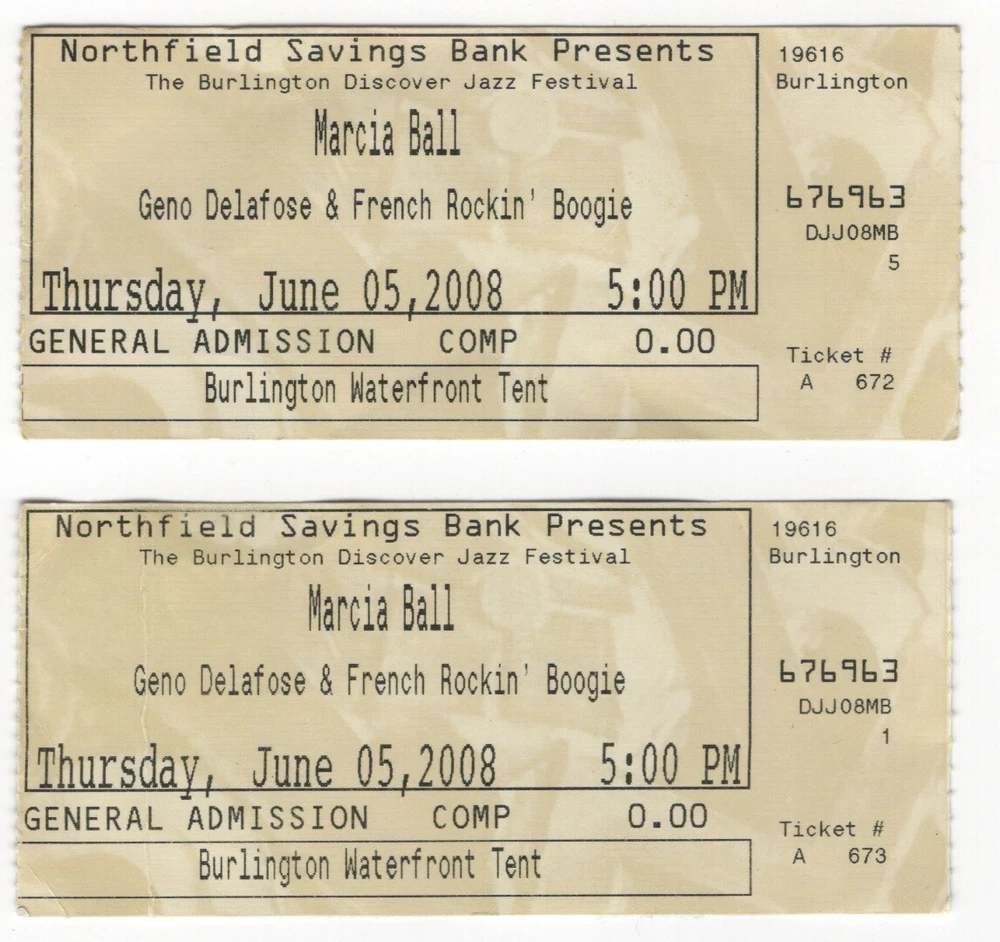 Northfield Savings Bank Presents
The Burlington Discover Jazz Festival
Marcia Ball
Geno Delafose & French Rockin' Boogie
Thursday, June 05,2008 5:00 PM
GENERAL ADMISSION COMP 0.00
Burlington Waterfront Tent
19616
Burlington
676963
DJJ08MB
5
Ticket #
A 672
Northfield Savings Bank Presents
The Burlington Discover Jazz Festival
Marcia Ball
Geno Delafose & French Rockin' Boogie
Thursday, June 05,2008 5:00 PM
GENERAL ADMISSION COMP 0.00
Burlington Waterfront Tent
19616
Burlington
676963
DJJ08MB
1
Ticket #
A 673